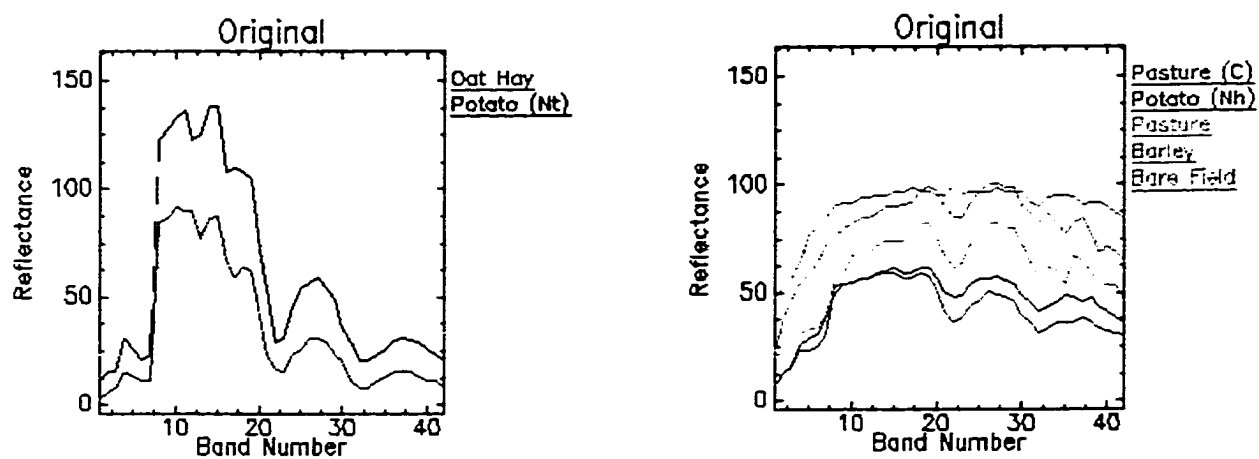 Original
150
100
50
0
Reflectance
10 20 30 40
Band Number
Oat Hay
Potato (Nt)
Original
150
100
50
0
Reflectance
10 20 30 40
Band Number
Pasture (C)
Potato (Nh)
Pasture
Barley
Bare Field